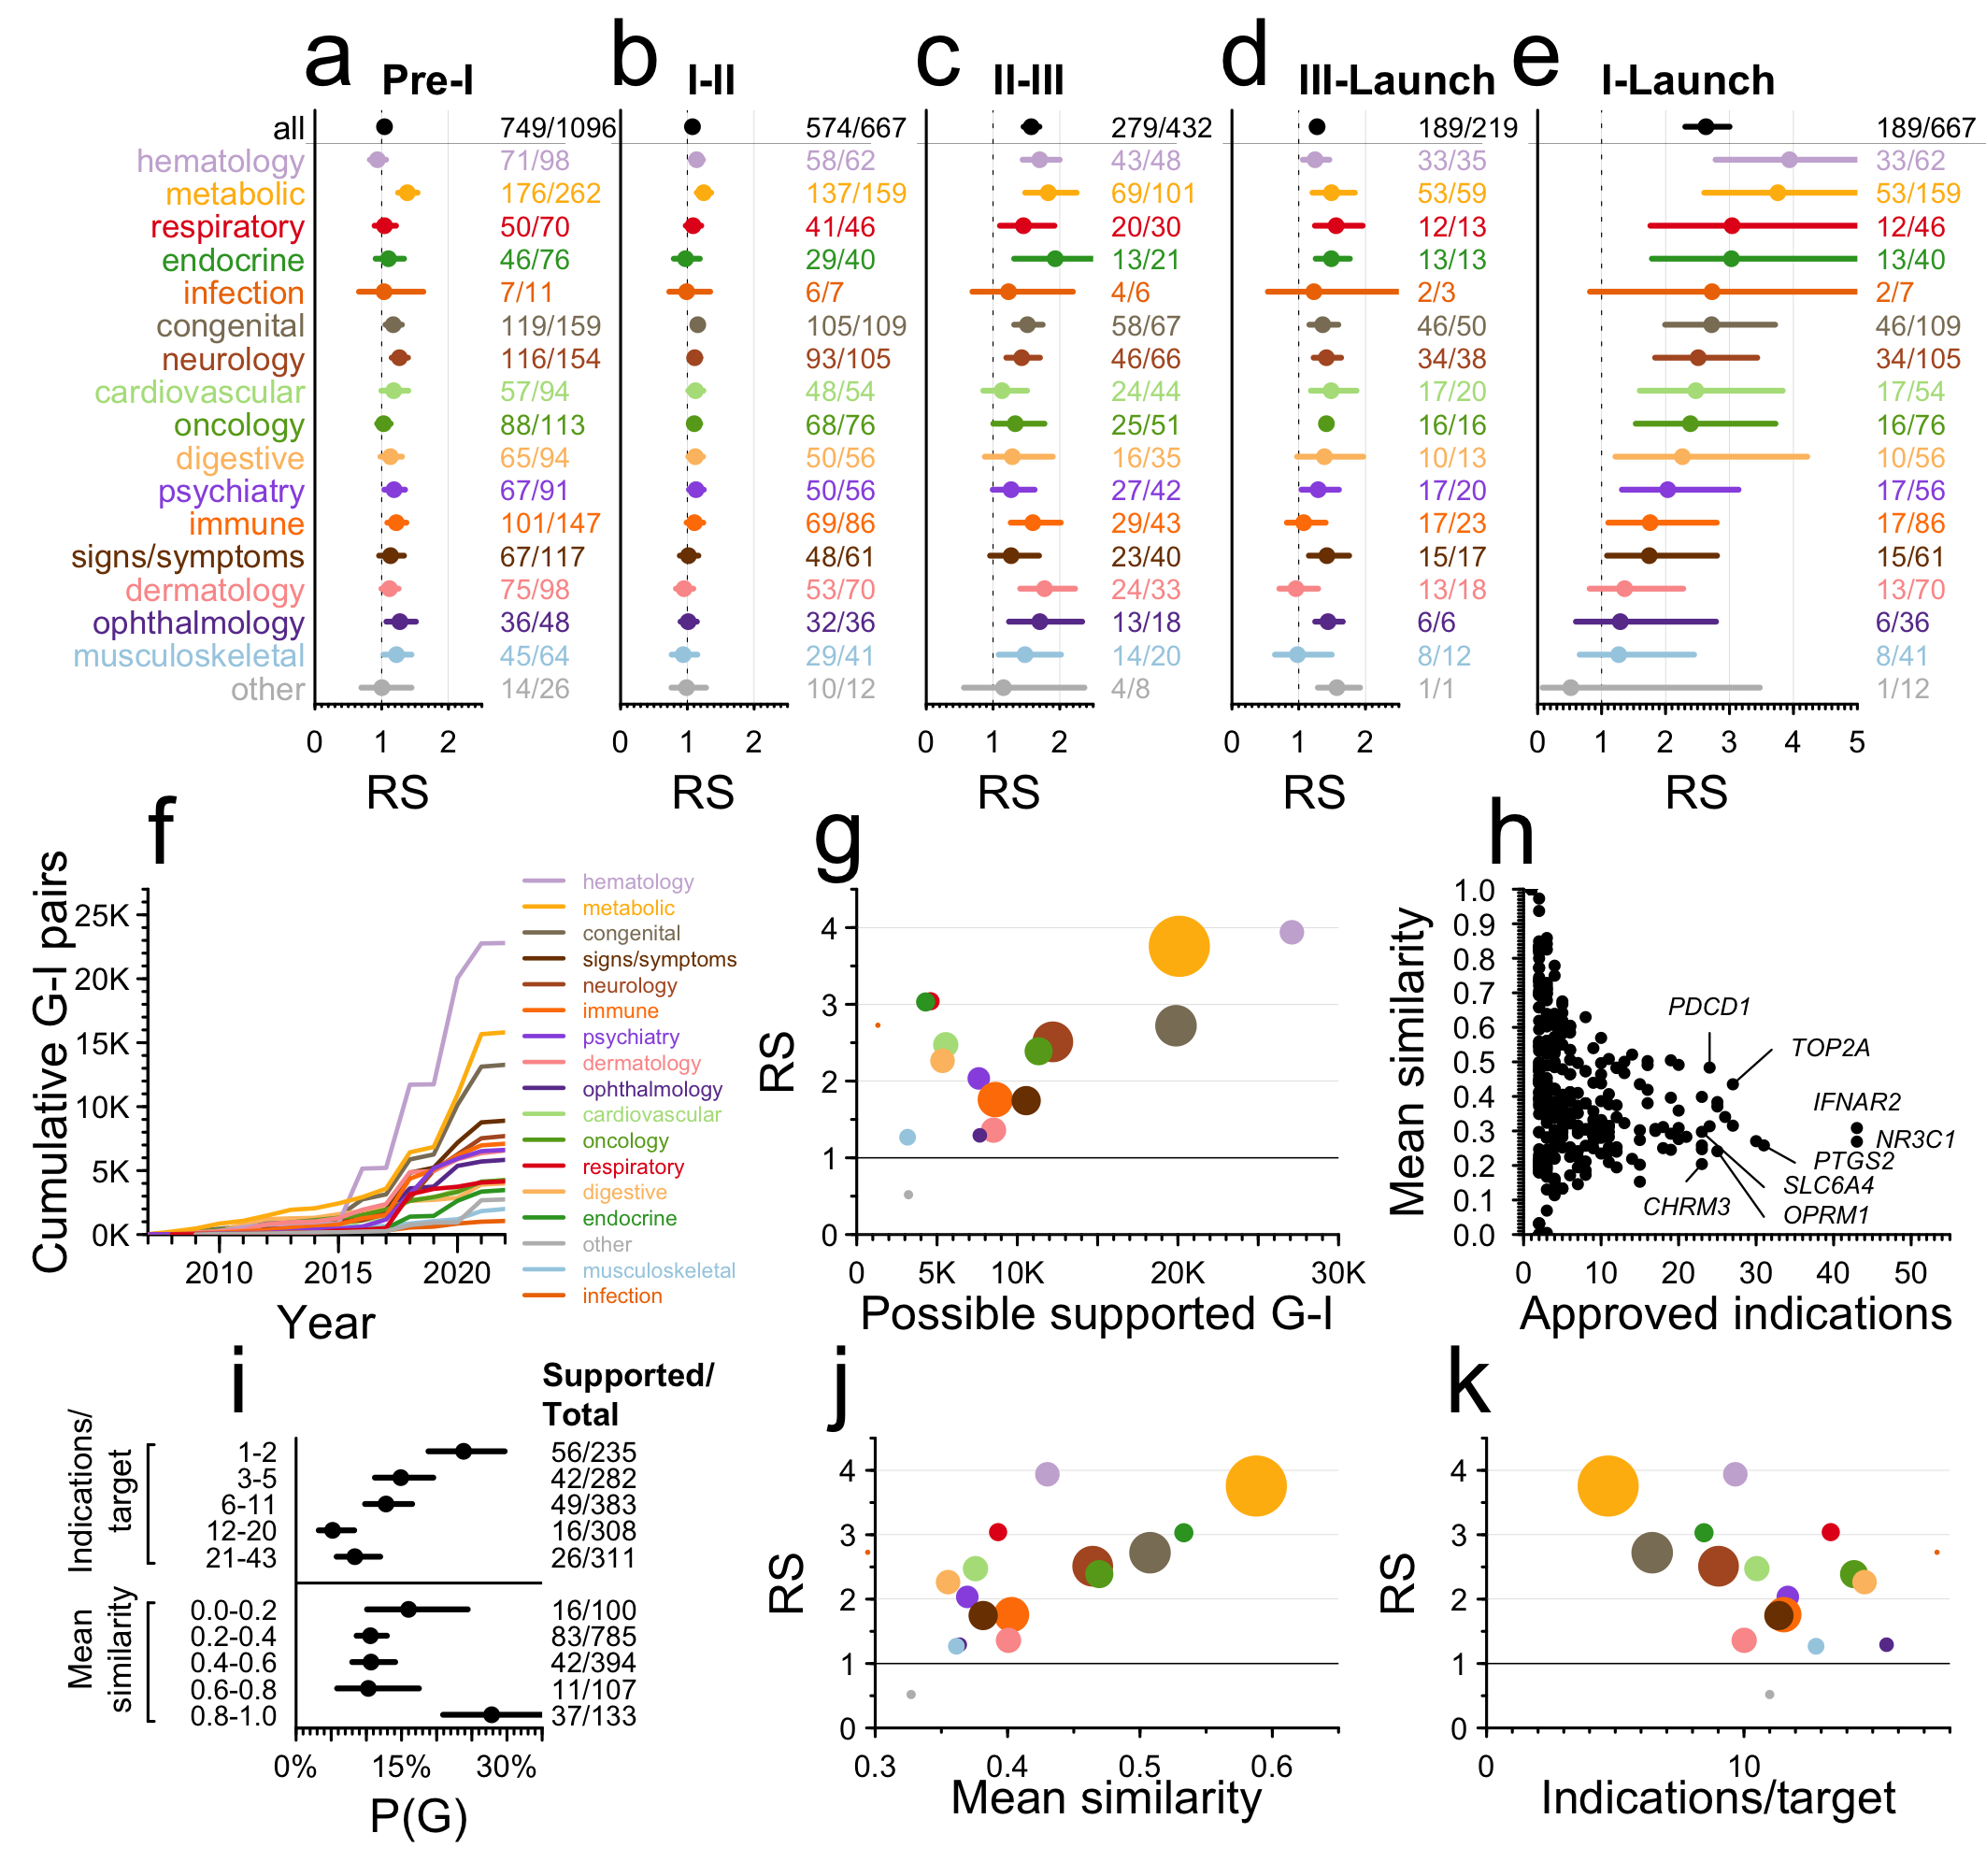 a Pre-I b I-II c II-III d III-Launch e I-Launch
all 749/1096 574/667 279/432 189/219 189/667
hematology 71/98 58/62 43/48 33/35 33/62
metabolic 176/262 137/159 69/101 53/59 53/159
respiratory 50/70 41/46 20/30 12/13 12/46
endocrine 46/76 29/40 13/21 13/13 13/40
infection 7/11 6/7 4/6 2/3 2/7
congenital 119/159 105/109 58/67 46/50 46/109
neurology 116/154 93/105 46/66 34/38 34/105
cardiovascular 57/94 48/54 24/44 17/20 17/54
oncology 88/113 68/76 25/51 16/16 16/76
digestive 65/94 50/56 16/35 10/13 10/56
psychiatry 67/91 50/56 27/42 17/20 17/56
immune 101/147 69/86 29/43 17/23 17/86
signs/symptoms 67/117 48/61 23/40 15/17 15/61
dermatology 75/98 53/70 24/33 13/18 13/70
ophthalmology 36/48 32/36 13/18 6/6 6/36
musculoskeletal 45/64 29/41 14/20 8/12 8/41
other 14/26 10/12 4/8 1/1 1/12
0 1 2 0 1 2 0 1 2 0 1 2 0 1 2 3 4 5
RS RS RS RS RS
f
Cumulative G-I pairs
25K
20K
15K
10K
5K
0K
2010 2015 2020
Year
hematology
metabolic
congenital
signs/symptoms
neurology
immune
psychiatry
dermatology
ophthalmology
cardiovascular
oncology
respiratory
digestive
endocrine
other
musculoskeletal
infection
g
RS
4
3
2
1
0
0 5K 10K 20K 30K
Possible supported G-I
h
Mean similarity
1.0
0.9
0.8
0.7
0.6
0.5
0.4
0.3
0.2
0.1
0.0
PDCD1
TOP2A
IFNAR2
NR3C1
PTGS2
SLC6A4
CHRM3
OPRM1
0 10 20 30 40 50
Approved indications
i
Supported/
Total
Indications/
target
1-2 56/235
3-5 42/282
6-11 49/383
12-20 16/308
21-43 26/311
Mean
similarity
0.0-0.2 16/100
0.2-0.4 83/785
0.4-0.6 42/394
0.6-0.8 11/107
0.8-1.0 37/133
0% 15% 30%
P(G)
j
RS
4
3
2
1
0
0.3 0.4 0.5 0.6
Mean similarity
k
RS
4
3
2
1
0
0 10
Indications/target